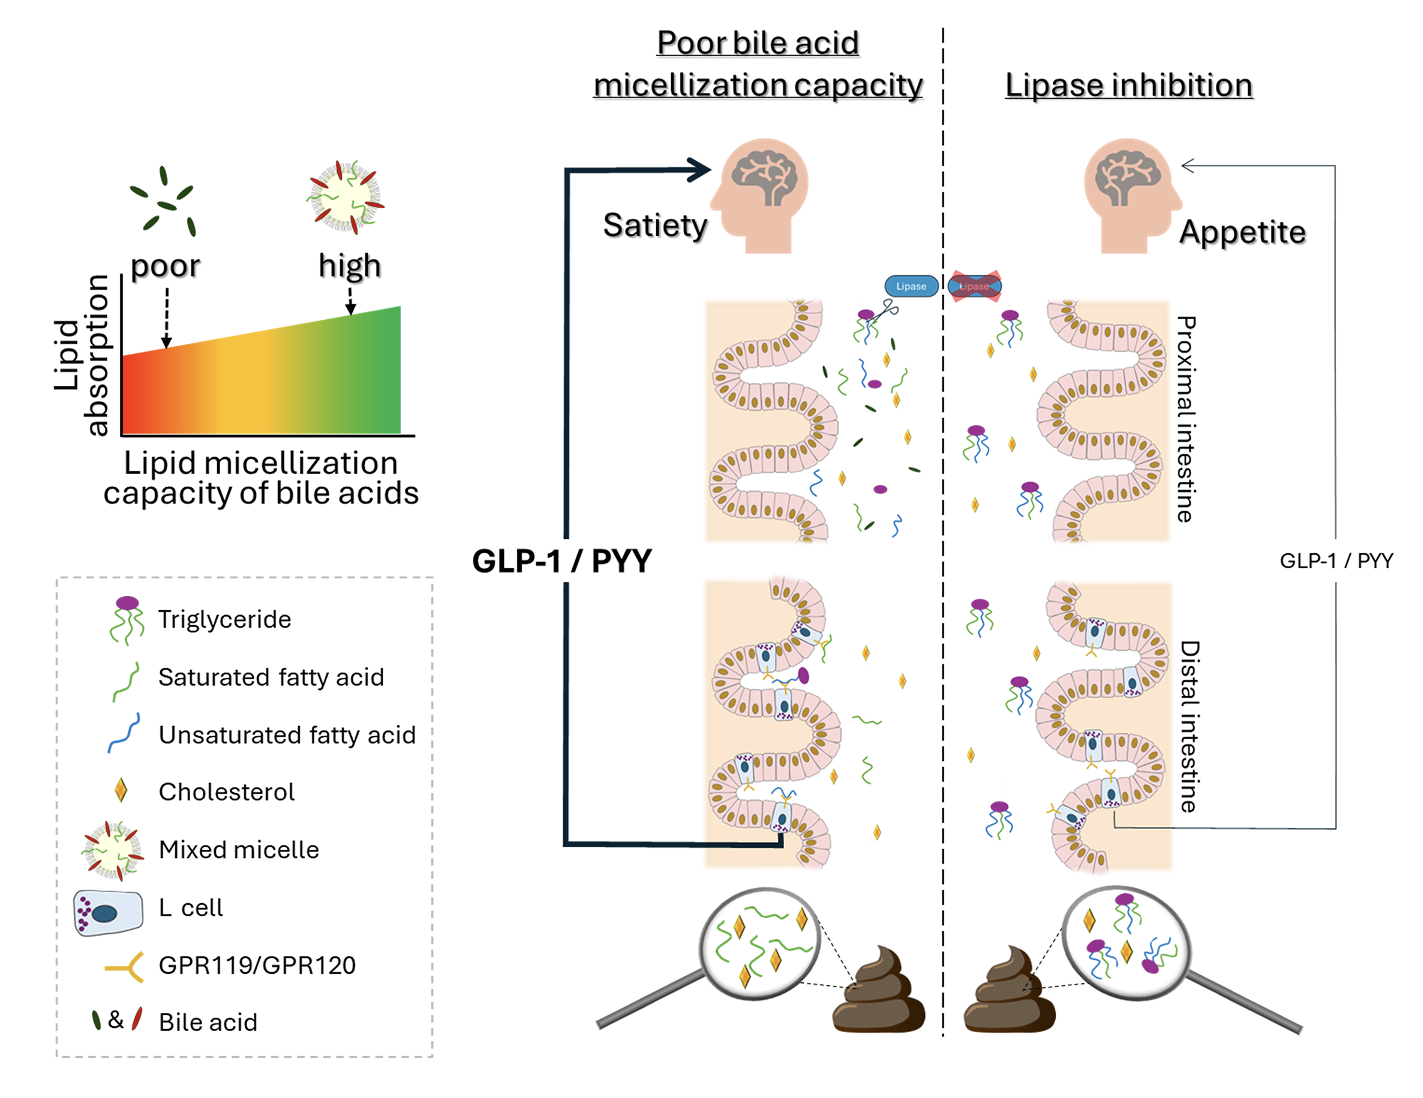 Poor bile acid
micellization capacity
Lipase inhibition
poor
high
Lipid
absorption
Lipid micellization
capacity of bile acids
Satiety
Appetite
Lipase
Lipase
Proximal intestine
GLP-1 / PYY
GLP-1 / PYY
Distal intestine
Triglyceride
Saturated fatty acid
Unsaturated fatty acid
Cholesterol
Mixed micelle
L cell
GPR119/GPR120
& Bile acid